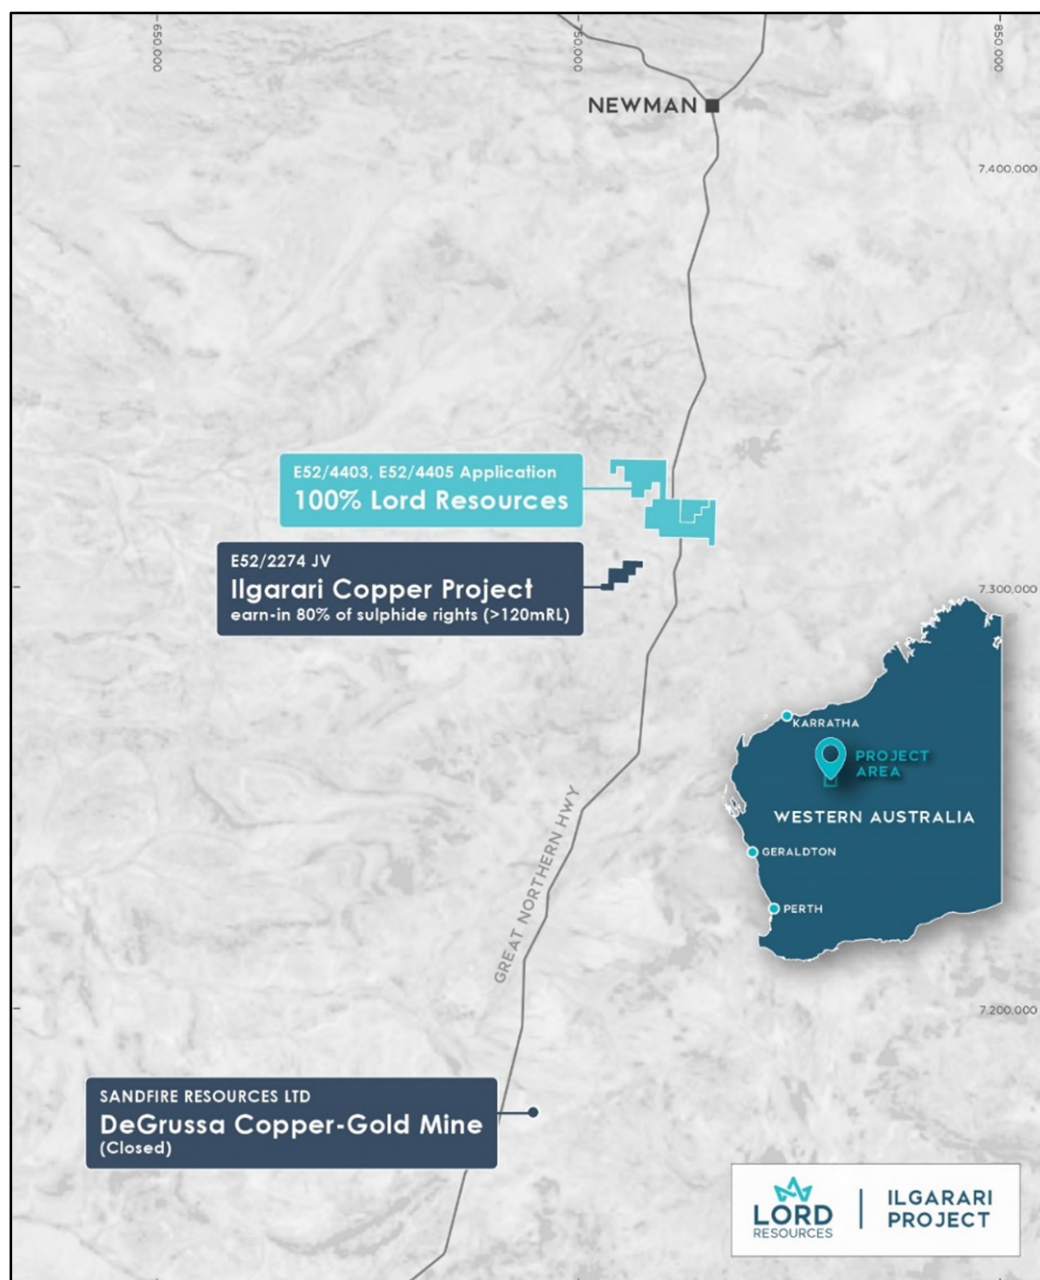 650,000
750,000
850,000
NEWMAN
7,400,000
E52/4403, E52/4405 Application
100% Lord Resources
E52/2274 JV
Ilgarari Copper Project
earn-in 80% of sulphide rights (>120mRL)
7,300,000
KARRATHA
PROJECT
AREA
WESTERN AUSTRALIA
GREAT NORTHERN HWY
GERALDTON
PERTH
7,200,000
SANDFIRE RESOURCES LTD
DeGrussa Copper-Gold Mine
(Closed)
LORD
RESOURCES
ILGARARI
PROJECT